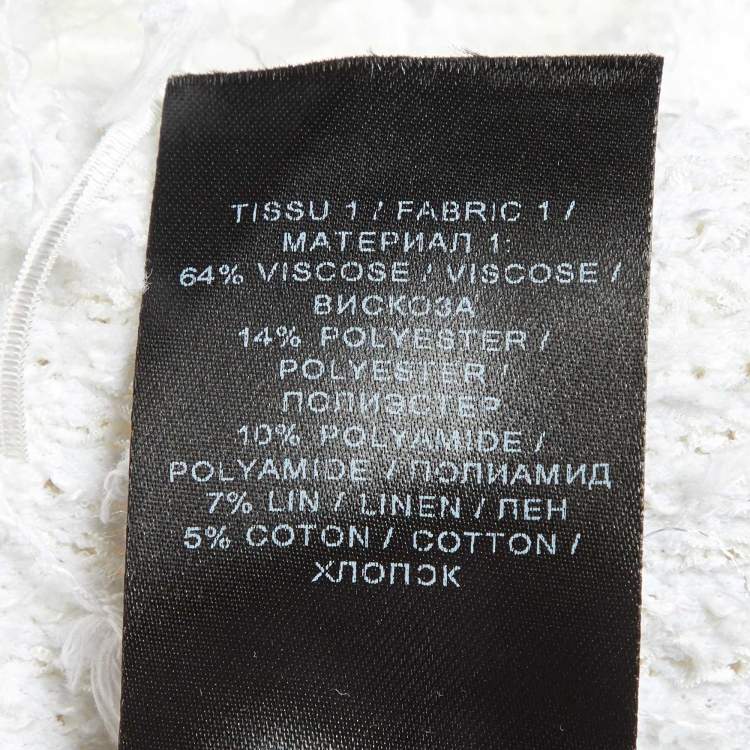 TISSU 1 / FABRIC 1 /
МАТЕРИАЛ 1:
64% VISCOSE / VISCOSE /
ВИСКОЗА
14% POLYESTER /
POLYESTER /
ПОЛИЭСТЕР
10% POLYAMIDE /
POLYAMIDE / ПОЛИАМИД
7% LIN / LINEN / ЛЕН
5% COTON / COTTON /
ХЛОПЭК